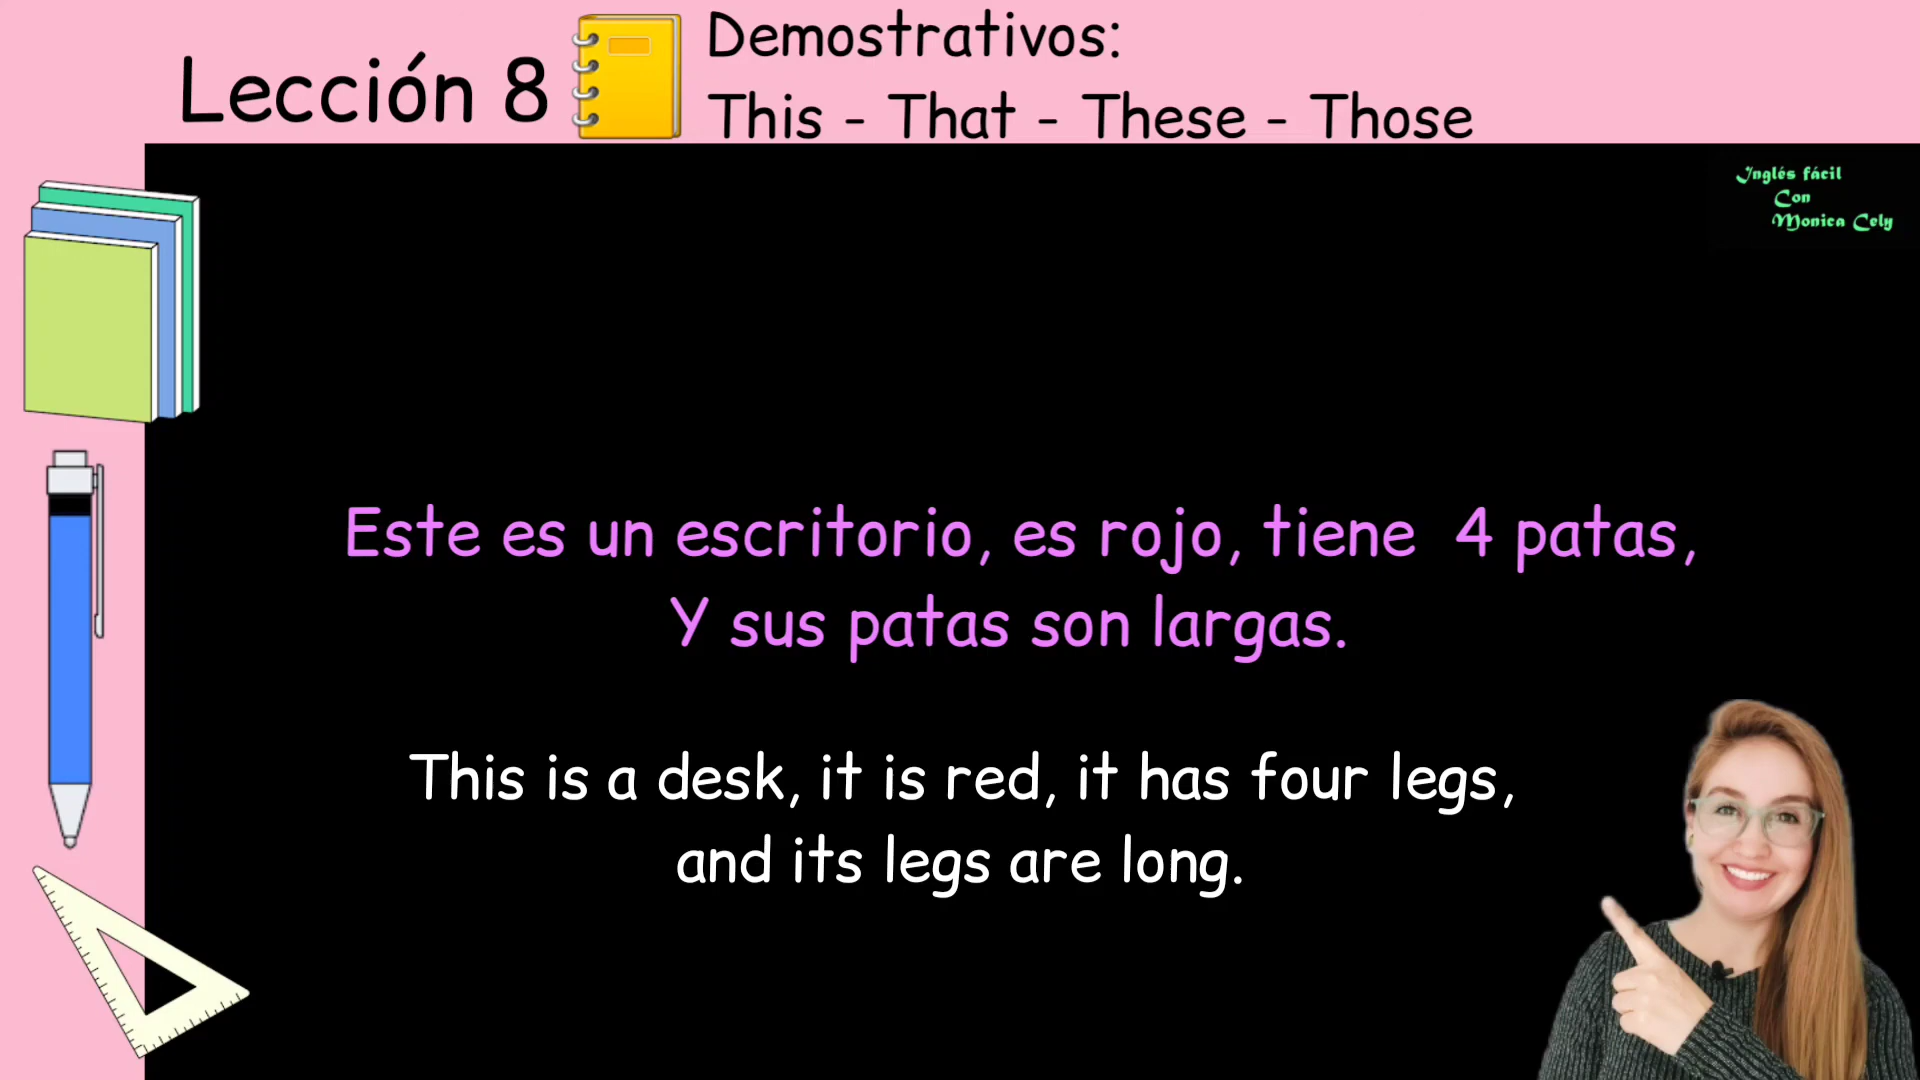 Lección 8
Demostrativos:
This - That - These - Those
Inglés fácil
Con
Monica Cely
Este es un escritorio, es rojo, tiene 4 patas,
Y sus patas son largas.
This is a desk, it is red, it has four legs,
and its legs are long.